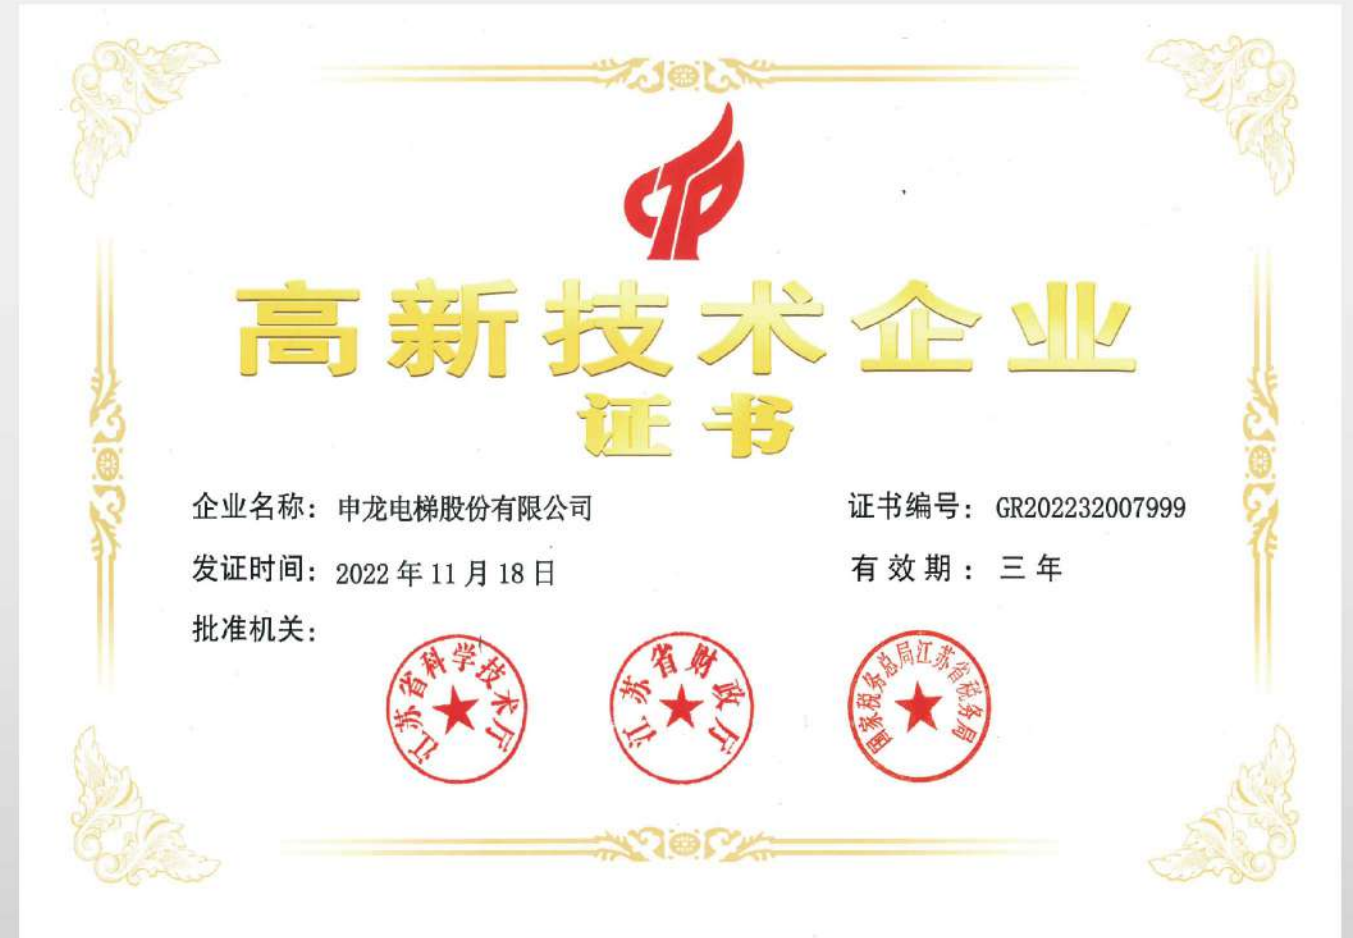 高新技术企业
证书
企业名称：申龙电梯股份有限公司
证书编号：GR202232007999
发证时间：2022年11月18日
有效期：三年
批准机关：
江苏省科学技术厅
江苏省财政厅
国家税务总局江苏省税务局